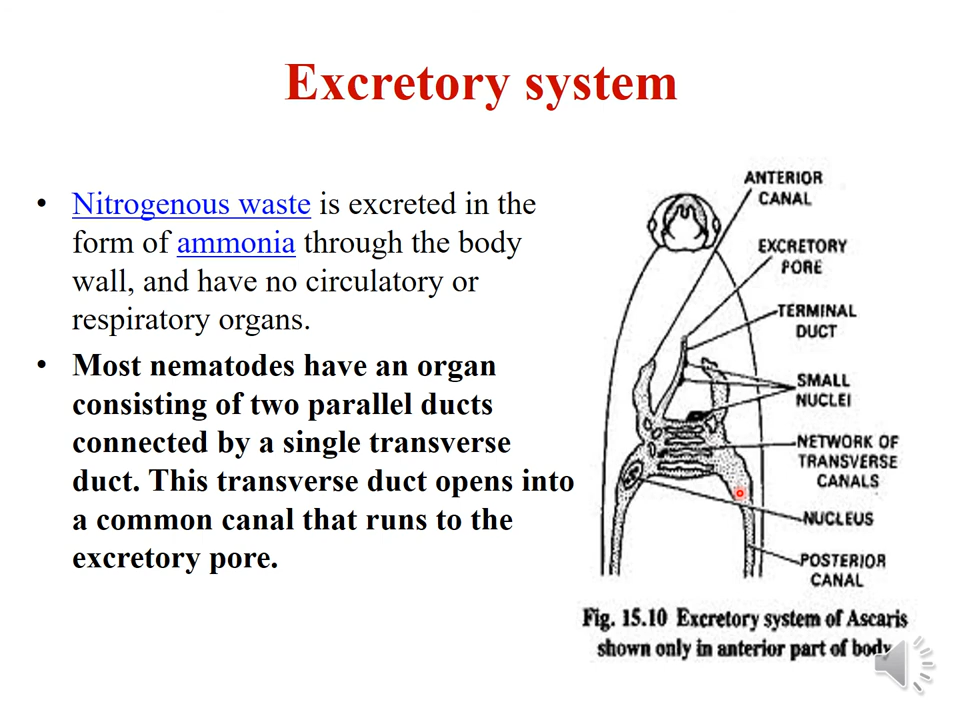 Excretory system
• Nitrogenous waste is excreted in the
form of ammonia through the body
wall, and have no circulatory or
respiratory organs.
• Most nematodes have an organ
consisting of two parallel ducts
connected by a single transverse
duct. This transverse duct opens into
a common canal that runs to the
excretory pore.
ANTERIOR
CANAL
EXCRETORY
PORE
TERMINAL
DUCT
SMALL
NUCLEI
NETWORK OF
TRANSVERSE
CANALS
NUCLEUS
POSTERIOR
CANAL
Fig. 15.10 Excretory system of Ascaris
shown only in anterior part of body